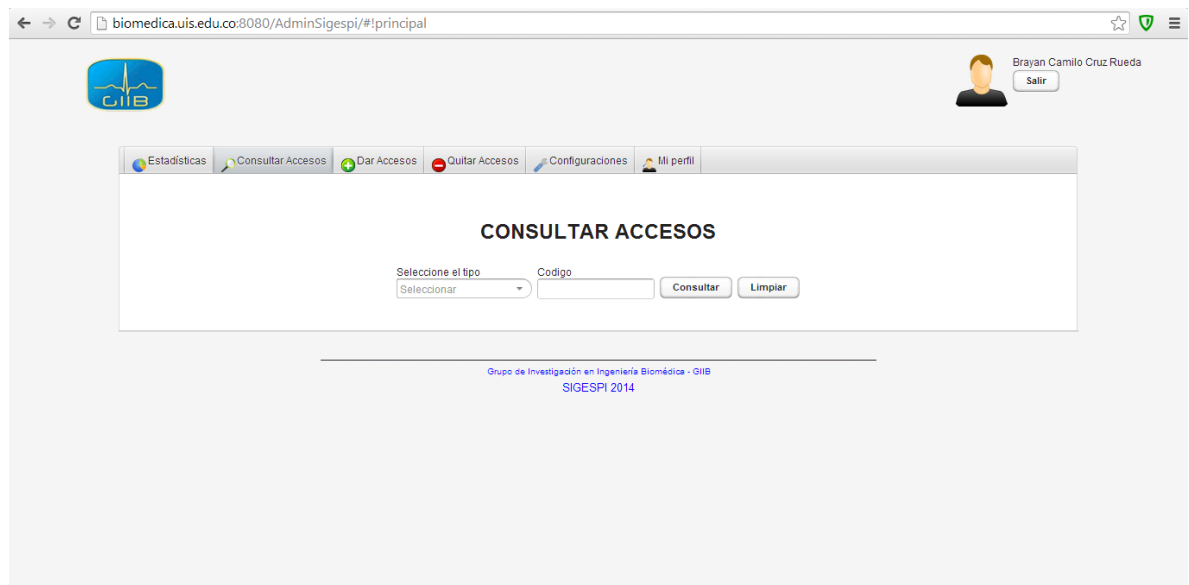 biomedica.uis.edu.co:8080/AdminSigespi/#!principal
GIIB
Brayan Camilo Cruz Rueda
Salir
Estadísticas Consultar Accesos Dar Accesos Quitar Accesos Configuraciones Mi perfil
CONSULTAR ACCESOS
Seleccione el tipo Codigo
Seleccionar Consultar Limpiar
Grupo de Investigación en Ingeniería Biomédica - GIIB
SIGESPI 2014